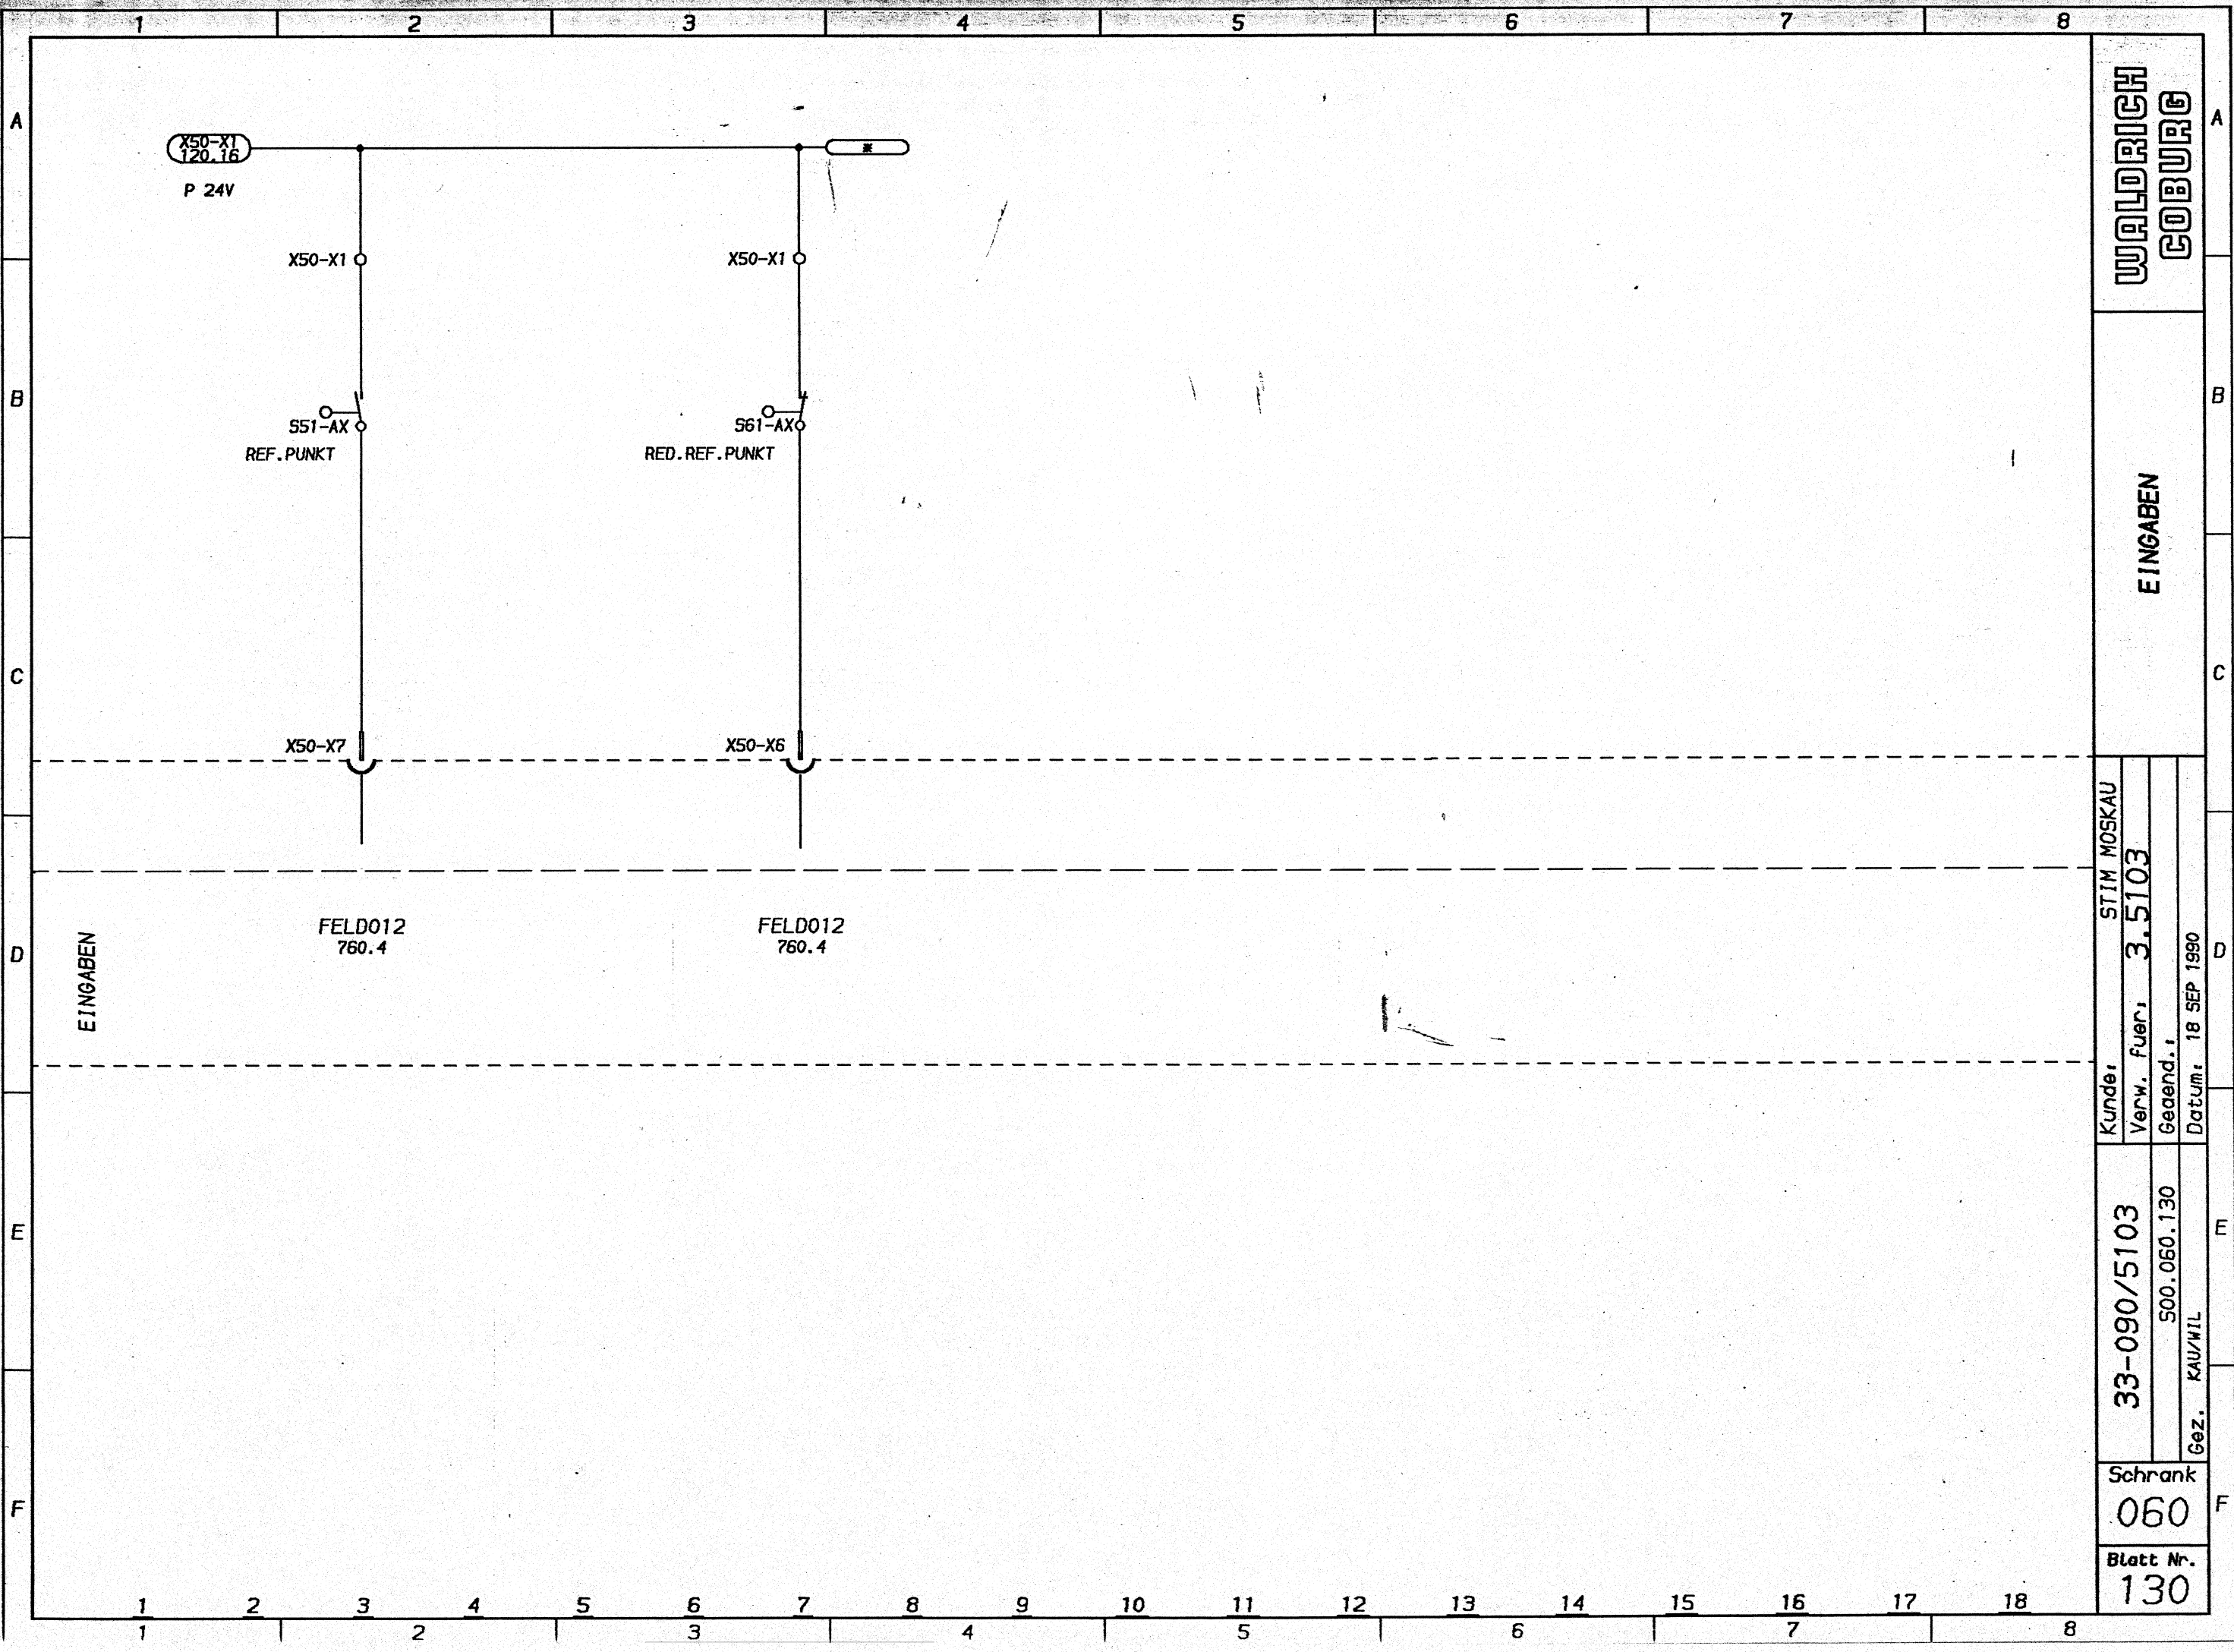 1 2 3 4 5 6 7 8
A
B
C
D
E
F
X50-X1
120.16
*
P 24V
X50-X1
X50-X1
S51-AX
S61-AX
REF.PUNKT
RED.REF.PUNKT
X50-X7
X50-X6
EINGABEN
FELD012
760.4
FELD012
760.4
WALDRICH
COBURG
EINGABEN
Kunde: STIM MOSKAU
Verw. fuer: 3.5103
Geaend.:
Datum: 18 SEP 1990
33-090/5103
S00.060.130
Gez. KAU/WIL
Schrank
060
Blatt Nr.
130
A
B
C
D
E
F
1 2 3 4 5 6 7 8 9 10 11 12 13 14 15 16 17 18
1 2 3 4 5 6 7 8